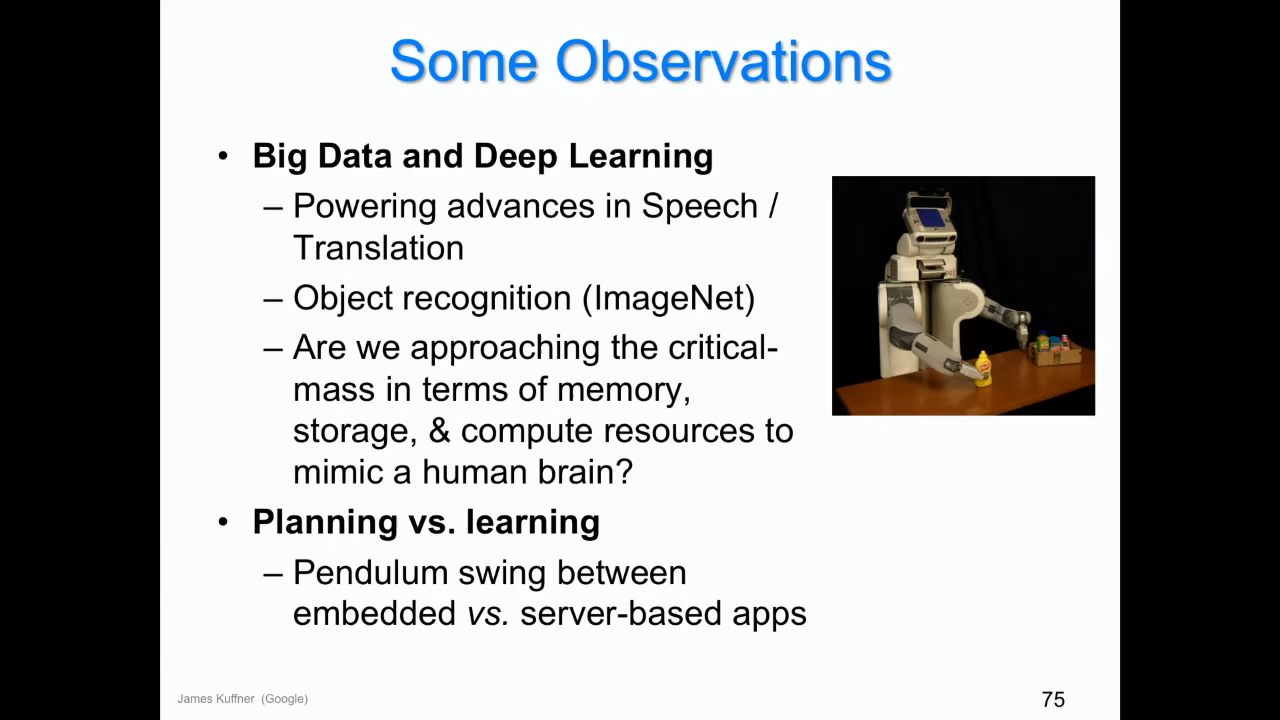 Some Observations
• Big Data and Deep Learning
– Powering advances in Speech /
Translation
– Object recognition (ImageNet)
– Are we approaching the critical-
mass in terms of memory,
storage, & compute resources to
mimic a human brain?
• Planning vs. learning
– Pendulum swing between
embedded vs. server-based apps
James Kuffner (Google)
75